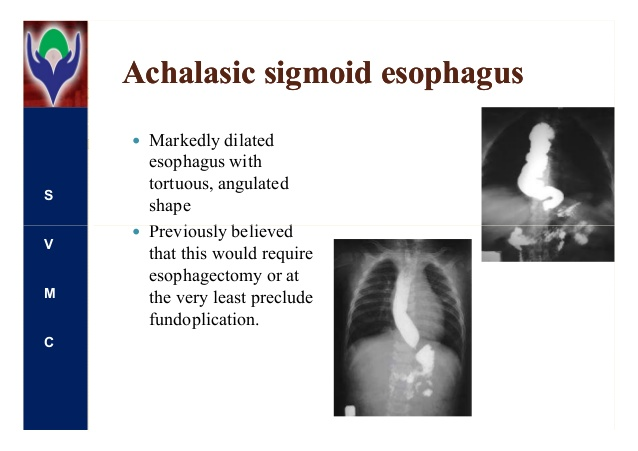 Achalasic sigmoid esophagus
• Markedly dilated
esophagus with
tortuous, angulated
shape
• Previously believed
that this would require
esophagectomy or at
the very least preclude
fundoplication.
S
V
M
C